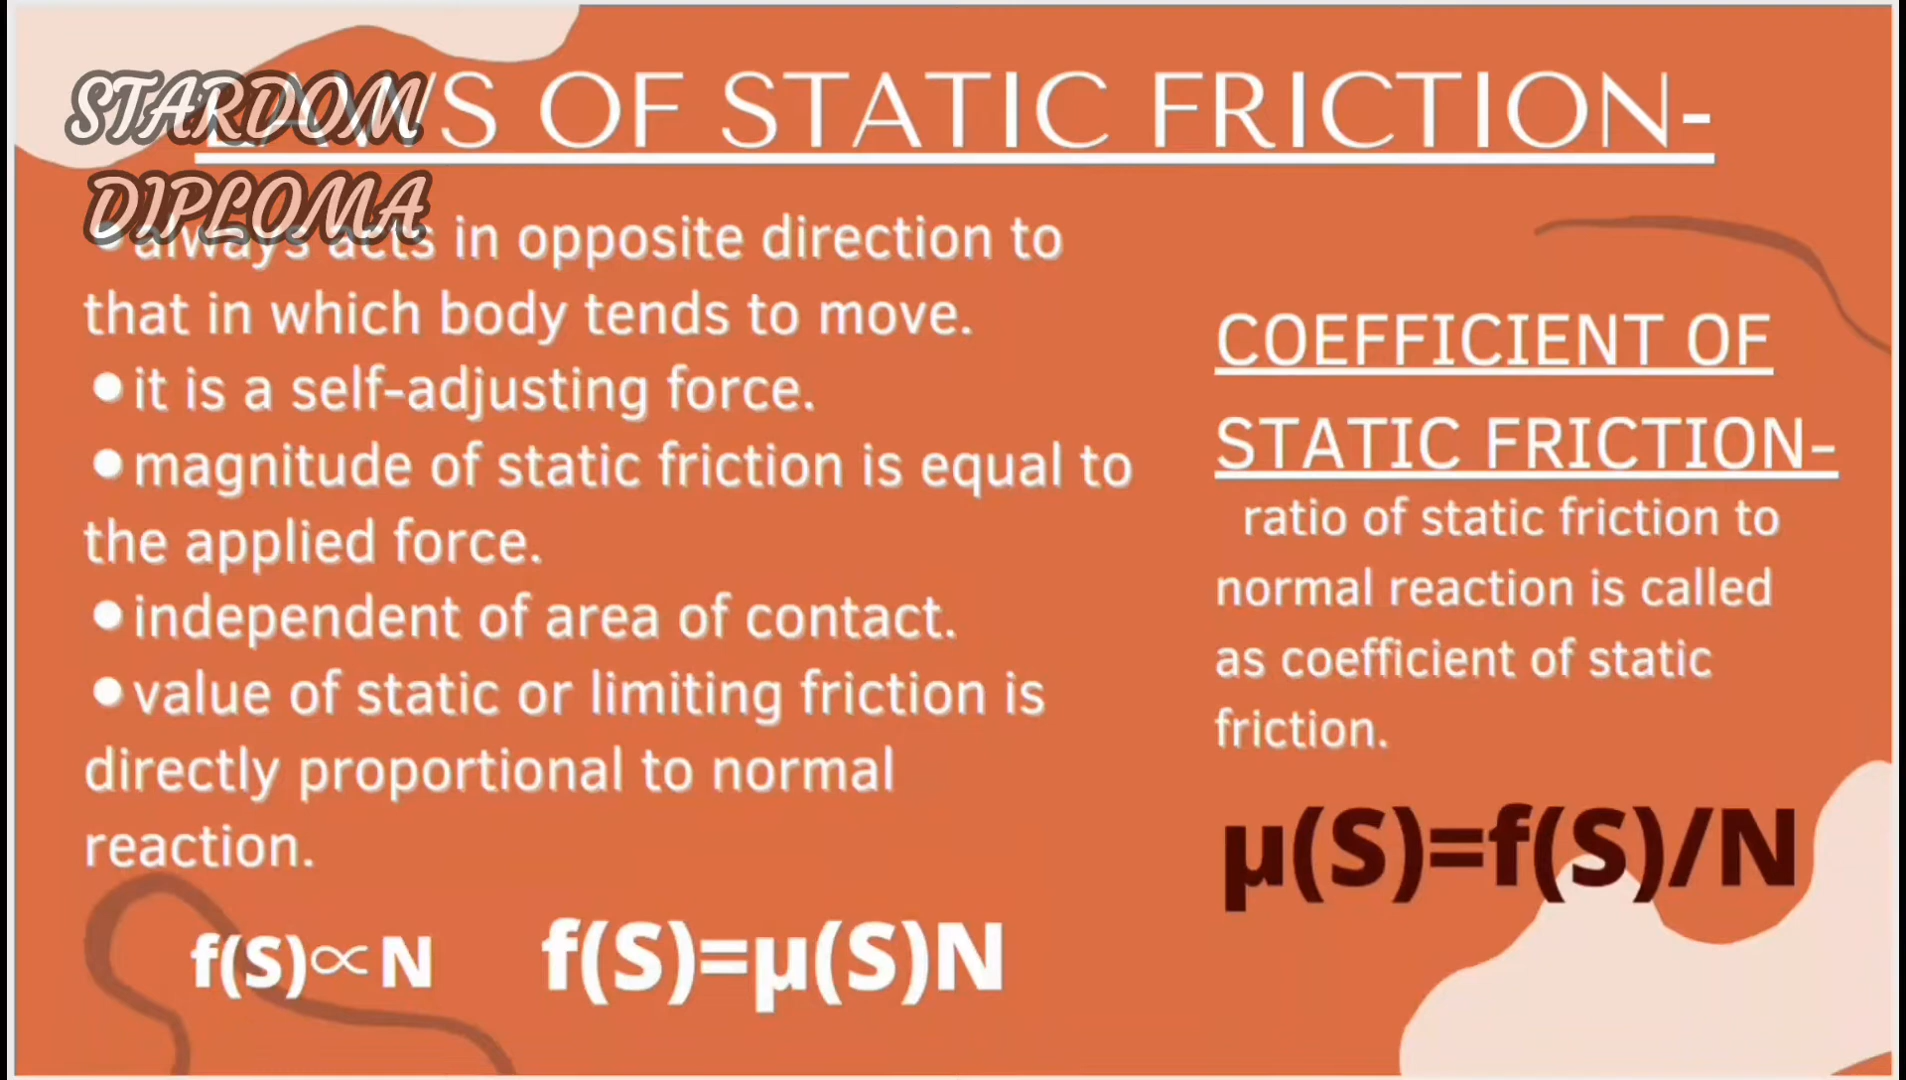 STARDOM
DIPLOMA
LAWS OF STATIC FRICTION-
●always acts in opposite direction to
that in which body tends to move.
●it is a self-adjusting force.
●magnitude of static friction is equal to
the applied force.
●independent of area of contact.
●value of static or limiting friction is
directly proportional to normal
reaction.
f(S)∝N f(S)=µ(S)N
COEFFICIENT OF
STATIC FRICTION-
ratio of static friction to
normal reaction is called
as coefficient of static
friction.
µ(S)=f(S)/N